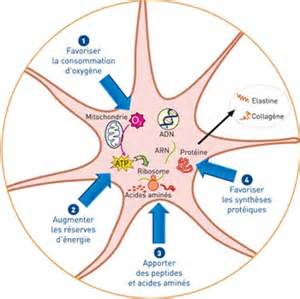 1
Favoriser
la consommation
d'oxygène
Mitochondrie
O₂
ADN
Elastine
Collagène
ARN
Protéine
ATP
Ribosome
Acides aminés
4
Favoriser
les synthèses
protéiques
2
Augmenter
les réserves
d'énergie
3
Apporter
des peptides
et acides aminés